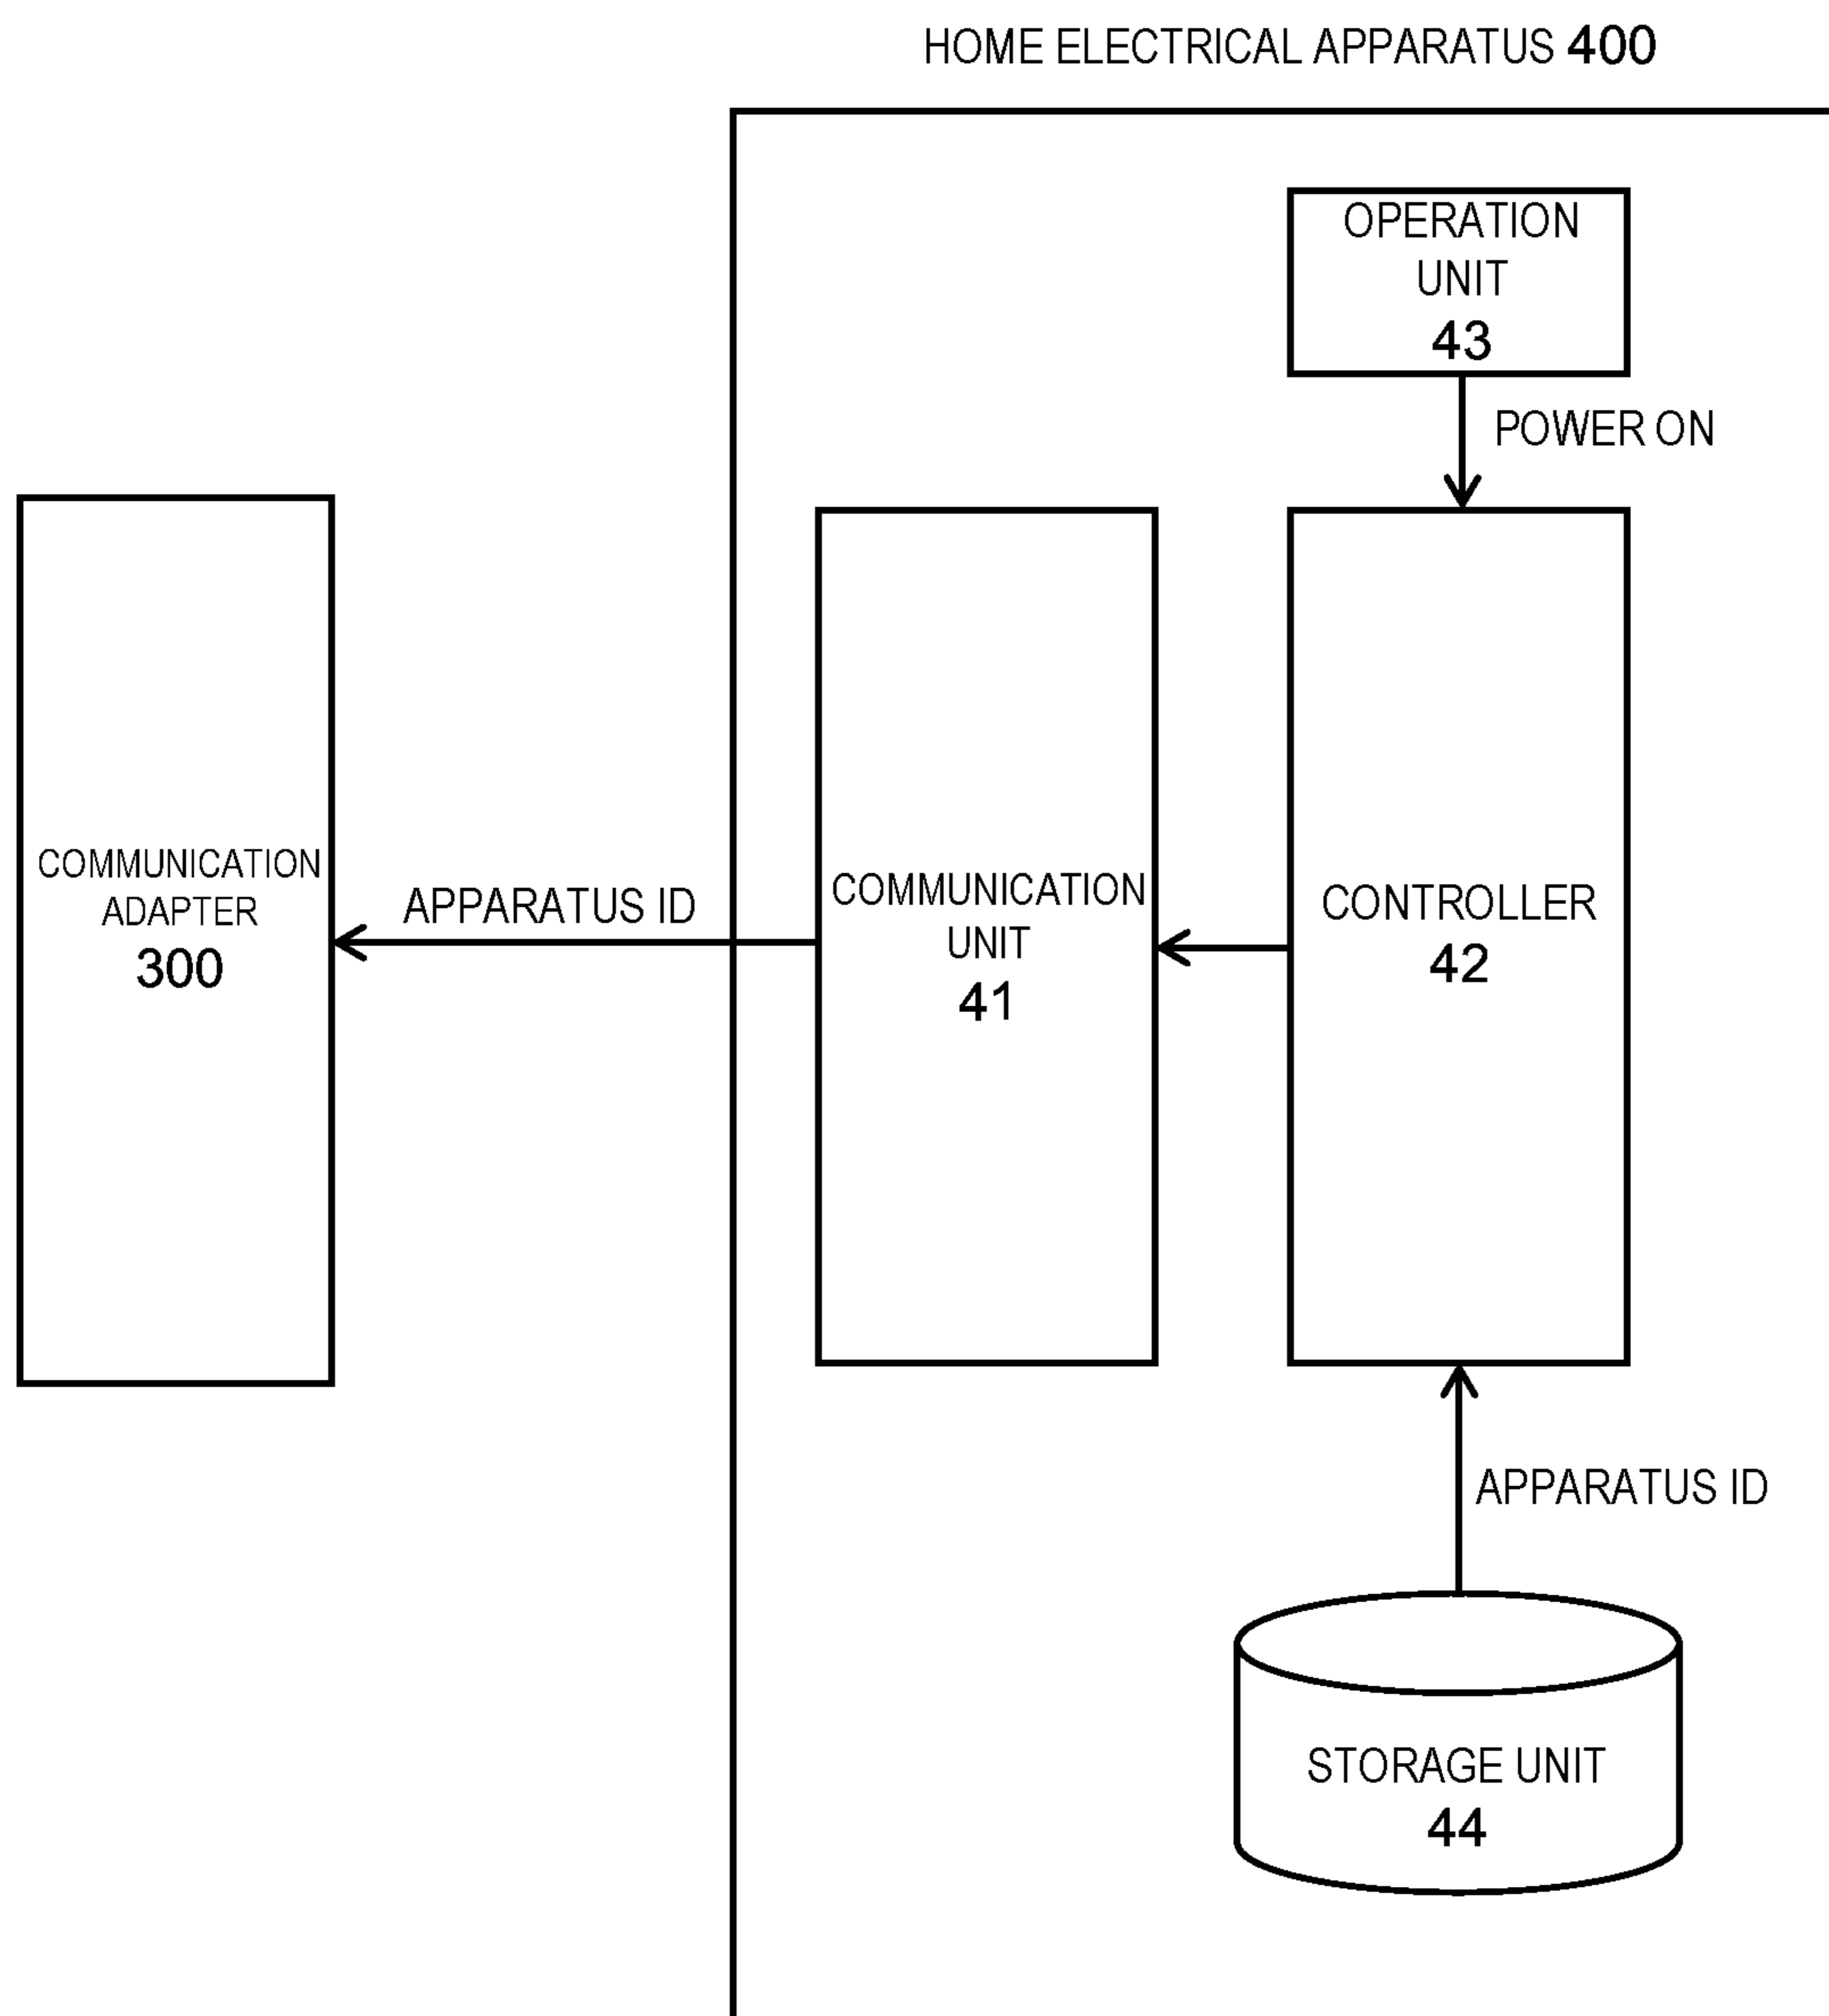 HOME ELECTRICAL APPARATUS 400
OPERATION
UNIT
43
POWER ON
COMMUNICATION
ADAPTER
300
APPARATUS ID
COMMUNICATION
UNIT
41
CONTROLLER
42
APPARATUS ID
STORAGE UNIT
44